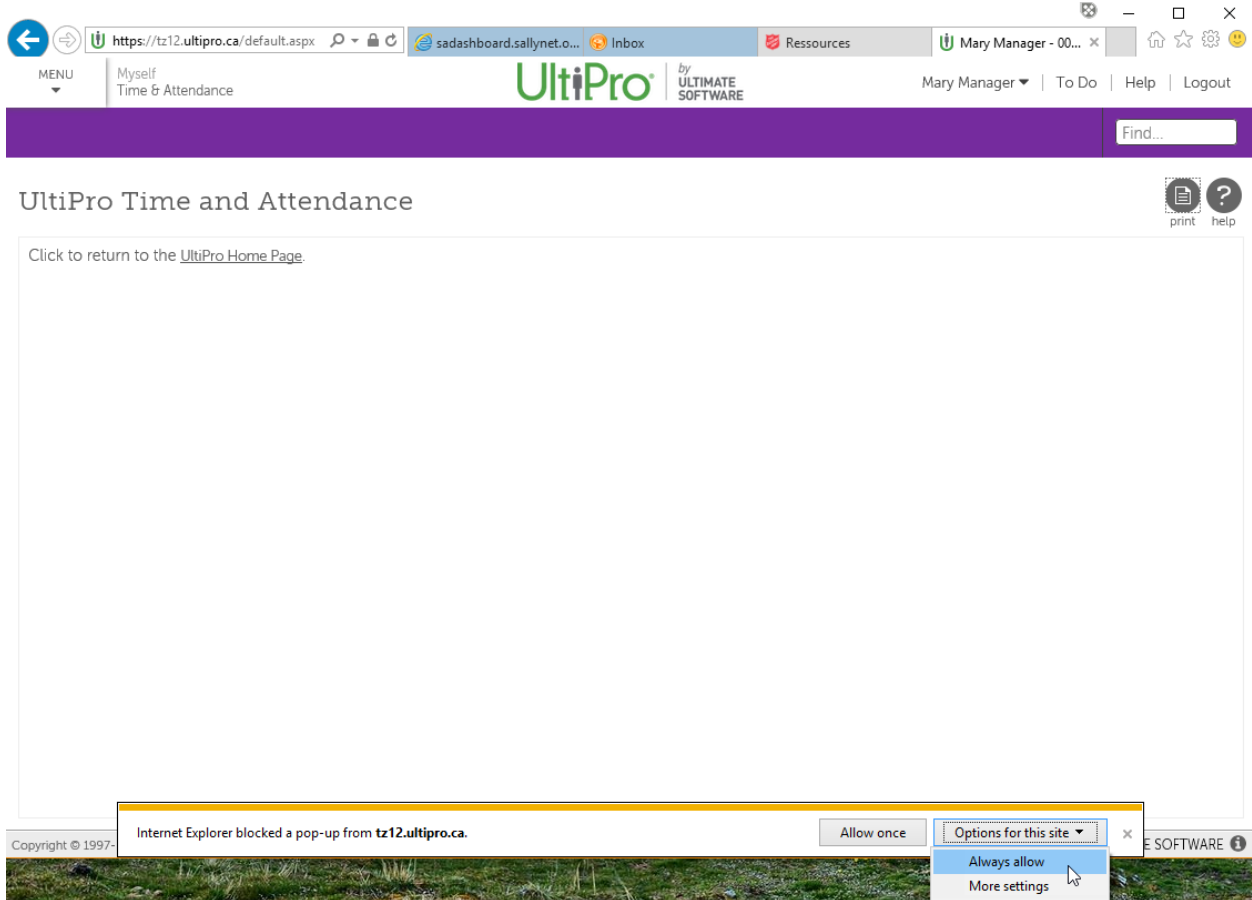 https://tz12.ultipro.ca/default.aspx
sadashboard.sallynet.o...
Inbox
Ressources
Mary Manager - 00...
MENU
Myself
Time & Attendance
UltiPro
by
ULTIMATE
SOFTWARE
Mary Manager
To Do
Help
Logout
Find...
UltiPro Time and Attendance
print
help
Click to return to the UltiPro Home Page.
Internet Explorer blocked a pop-up from tz12.ultipro.ca.
Allow once
Options for this site
Copyright © 1997-
E SOFTWARE
Always allow
More settings